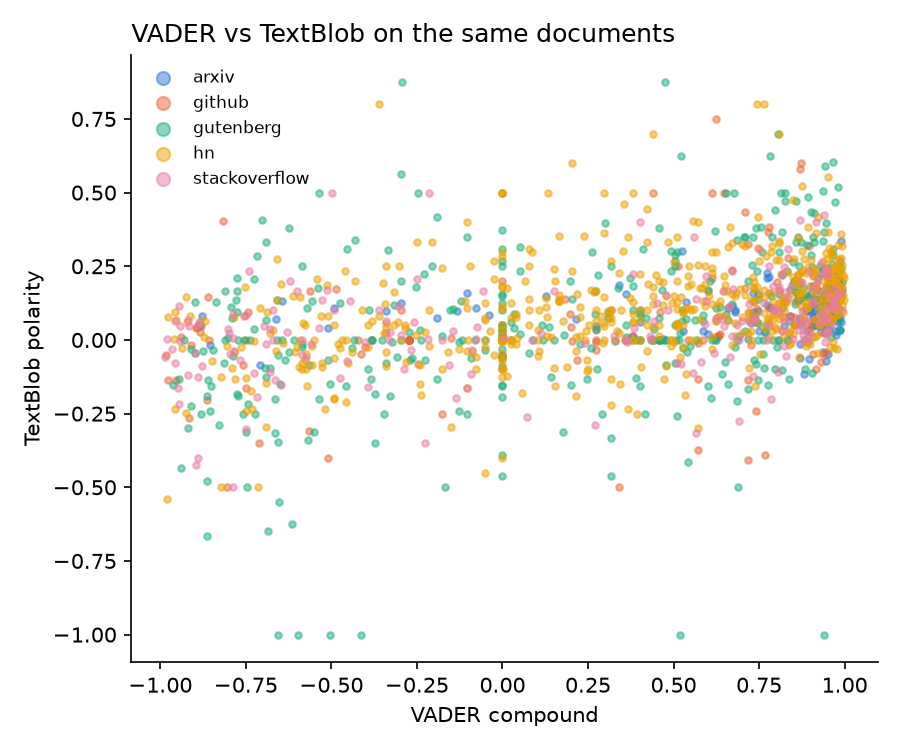 VADER vs TextBlob on the same documents
arxiv
github
gutenberg
hn
stackoverflow
0.75
0.50
0.25
0.00
−0.25
−0.50
−0.75
−1.00
TextBlob polarity
−1.00 −0.75 −0.50 −0.25 0.00 0.25 0.50 0.75 1.00
VADER compound